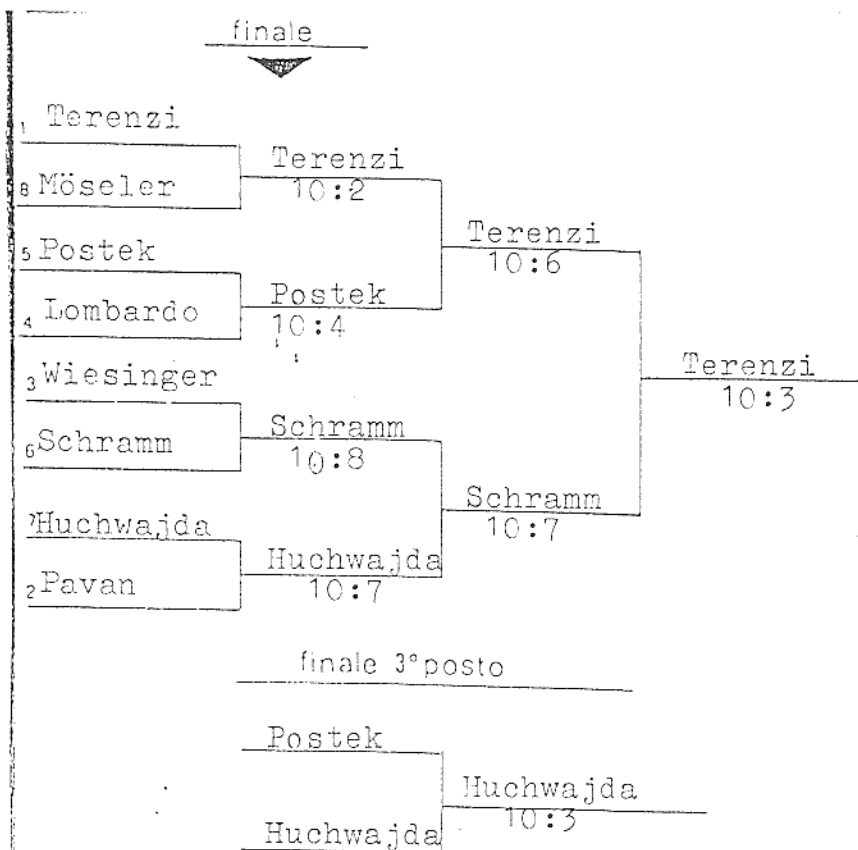 finale
1 Terenzi
Terenzi
10:2
8 Möseler
Terenzi
10:6
5 Postek
Postek
10:4
4 Lombardo
Terenzi
10:3
3 Wiesinger
Schramm
10:8
6 Schramm
Schramm
10:7
7 Huchwajda
Huchwajda
10:7
2 Pavan
finale 3° posto
Postek
Huchwajda
10:3
Huchwajda